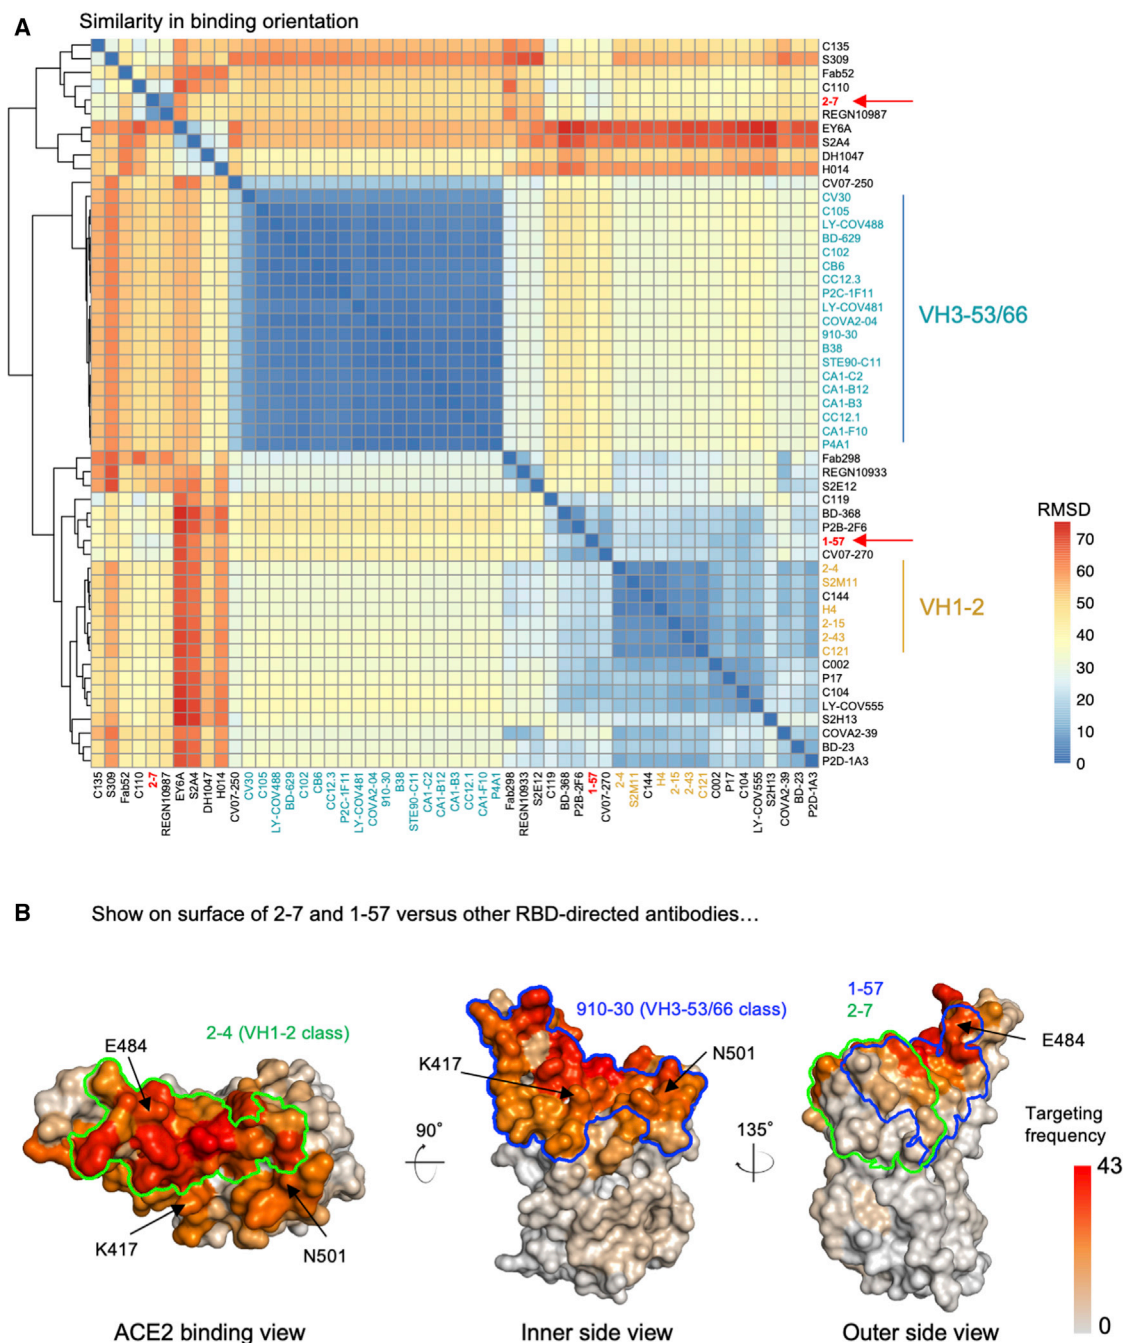 A
Similarity in binding orientation
C135
S309
Fab52
C110
2-7
REGN10987
EY6A
S2A4
DH1047
H014
CV07-250
CV30
C105
LY-COV488
BD-629
C102
CB6
CC12.3
P2C-1F11
LY-COV481
COVA2-04
910-30
B38
STE90-C11
CA1-C2
CA1-B12
CA1-B3
CC12.1
CA1-F10
P4A1
Fab298
REGN10933
S2E12
C119
BD-368
P2B-2F6
1-57
CV07-270
2-4
S2M11
C144
H4
2-15
2-43
C121
C002
P17
C104
LY-COV555
S2H13
COVA2-39
BD-23
P2D-1A3
VH3-53/66
VH1-2
RMSD
70
60
50
40
30
20
10
0
C135
S309
Fab52
C110
2-7
REGN10987
EY6A
S2A4
DH1047
H014
CV07-250
CV30
C105
LY-COV488
BD-629
C102
CB6
CC12.3
P2C-1F11
LY-COV481
COVA2-04
910-30
B38
STE90-C11
CA1-C2
CA1-B12
CA1-B3
CC12.1
CA1-F10
P4A1
Fab298
REGN10933
S2E12
C119
BD-368
P2B-2F6
1-57
CV07-270
2-4
S2M11
C144
H4
2-15
2-43
C121
C002
P17
C104
LY-COV555
S2H13
COVA2-39
BD-23
P2D-1A3
B
Show on surface of 2-7 and 1-57 versus other RBD-directed antibodies…
2-4 (VH1-2 class)
E484
K417
N501
ACE2 binding view
90°
910-30 (VH3-53/66 class)
K417
N501
Inner side view
135°
1-57
2-7
E484
Outer side view
Targeting
frequency
43
0